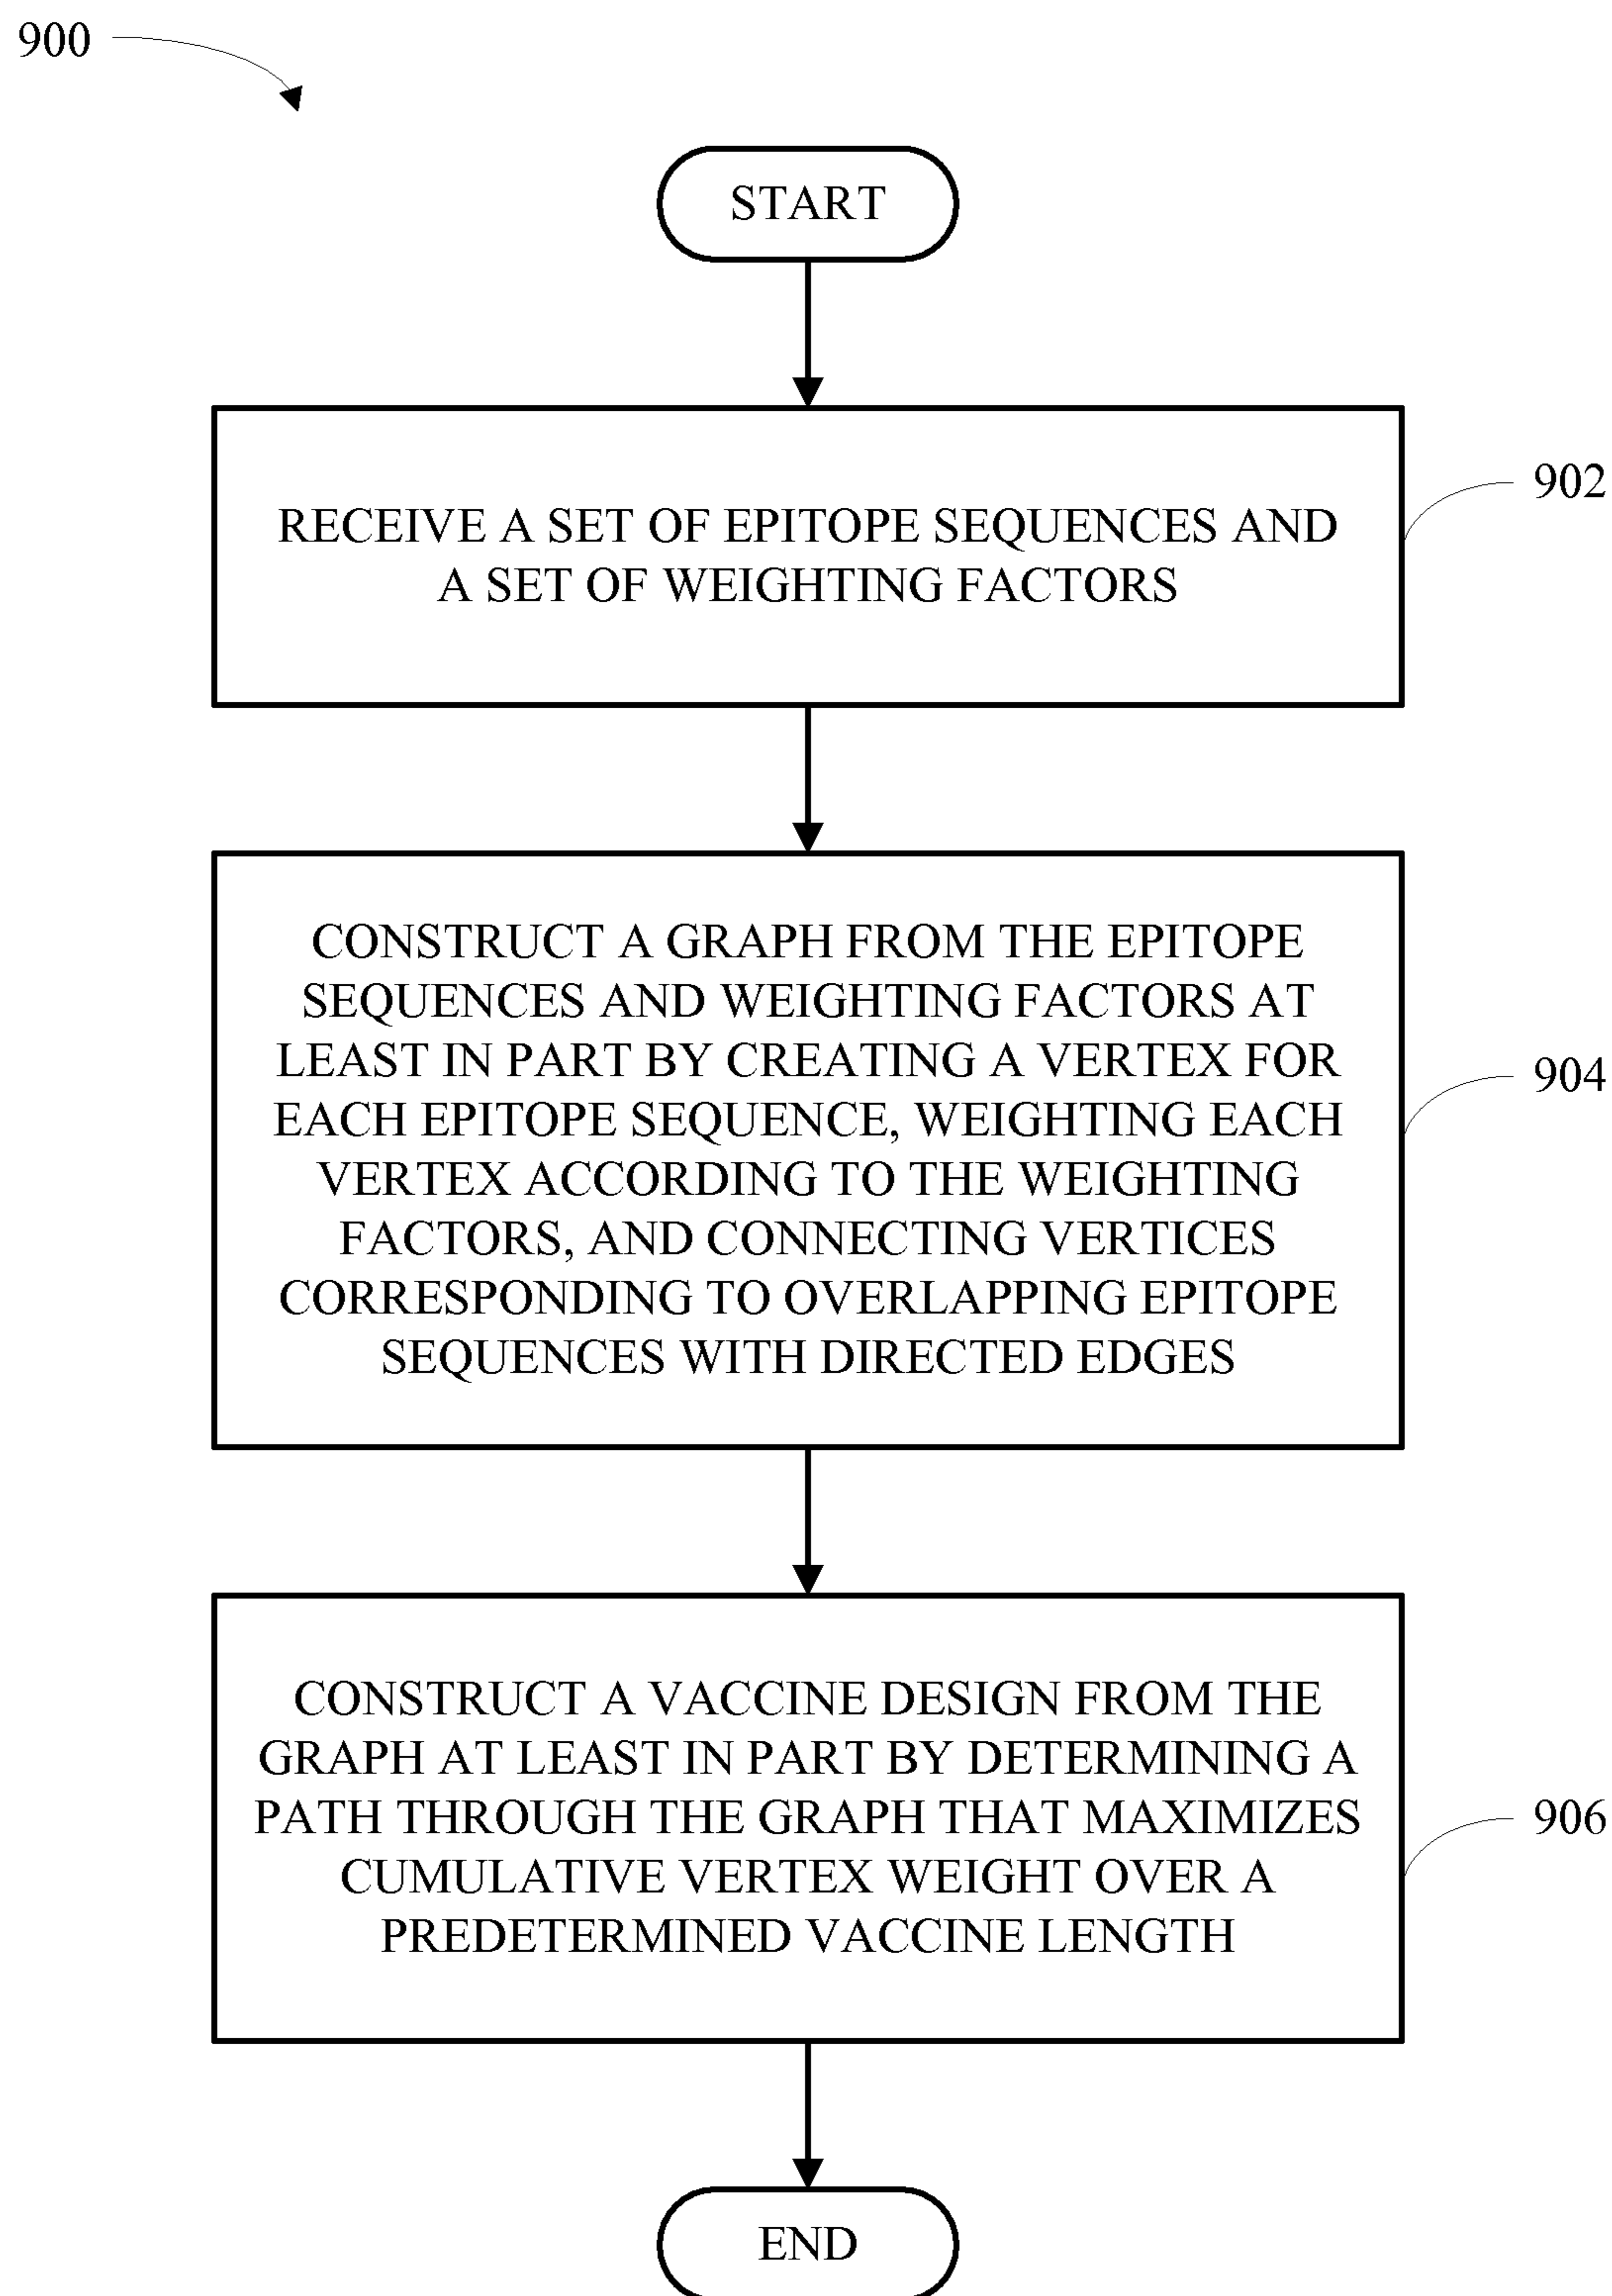 900
START
RECEIVE A SET OF EPITOPE SEQUENCES AND
A SET OF WEIGHTING FACTORS
902
CONSTRUCT A GRAPH FROM THE EPITOPE
SEQUENCES AND WEIGHTING FACTORS AT
LEAST IN PART BY CREATING A VERTEX FOR
EACH EPITOPE SEQUENCE, WEIGHTING EACH
VERTEX ACCORDING TO THE WEIGHTING
FACTORS, AND CONNECTING VERTICES
CORRESPONDING TO OVERLAPPING EPITOPE
SEQUENCES WITH DIRECTED EDGES
904
CONSTRUCT A VACCINE DESIGN FROM THE
GRAPH AT LEAST IN PART BY DETERMINING A
PATH THROUGH THE GRAPH THAT MAXIMIZES
CUMULATIVE VERTEX WEIGHT OVER A
PREDETERMINED VACCINE LENGTH
906
END